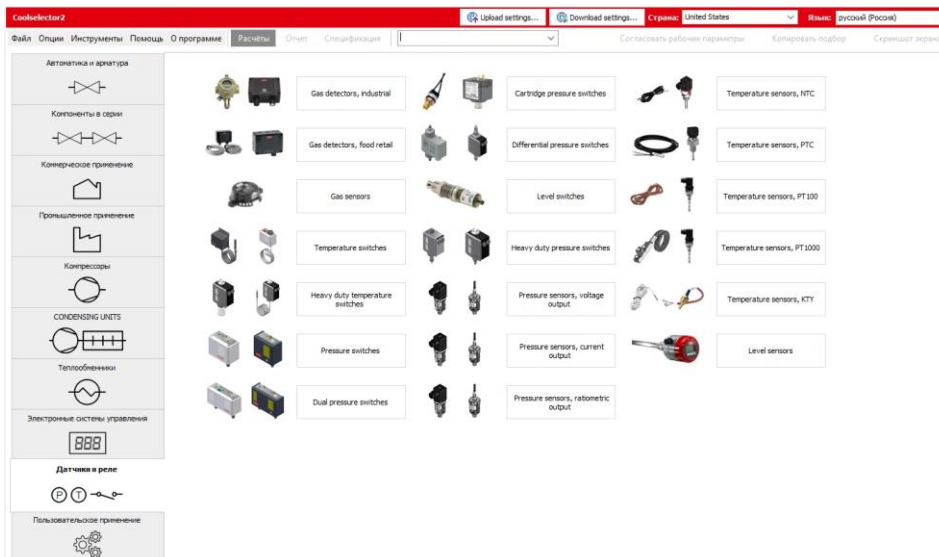 Coolselector2
Upload settings...
Download settings...
Страна:
United States
Язык:
русский (Россия)
Файл Опции Инструменты Помощь О программе
Расчёты
Отчет
Спецификация
Согласовать рабочие параметры
Копировать подбор
Скриншот экрана
Автоматика и арматура
Компоненты в серии
Коммерческое применение
Промышленное применение
Компрессоры
CONDENSING UNITS
Теплообменники
Электронные системы управления
888
Датчики и реле
P T
Пользовательское применение
Gas detectors, industrial
Cartridge pressure switches
Temperature sensors, NTC
Gas detectors, food retail
Differential pressure switches
Temperature sensors, PTC
Gas sensors
Level switches
Temperature sensors, PT100
Temperature switches
Heavy duty pressure switches
Temperature sensors, PT1000
Heavy duty temperature
switches
Pressure sensors, voltage
output
Temperature sensors, KTY
Pressure switches
Pressure sensors, current
output
Level sensors
Dual pressure switches
Pressure sensors, ratiometric
output